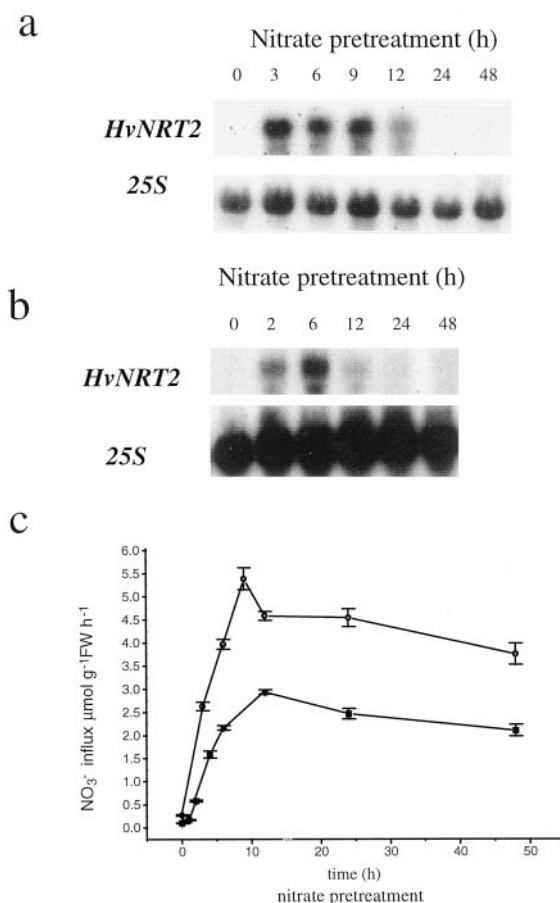 a
Nitrate pretreatment (h)
0 3 6 9 12 24 48
HvNRT2
25S
Nitrate pretreatment (h)
b
0 2 6 12 24 48
HvNRT2
25S
c
6.0
5.5
5.0
4.5
4.0
3.5
3.0
2.5
2.0
1.5
1.0
0.5
0.0
NO₃⁻ influx μmol g⁻¹FW h⁻¹
0 10 20 30 40 50
time (h)
nitrate pretreatment